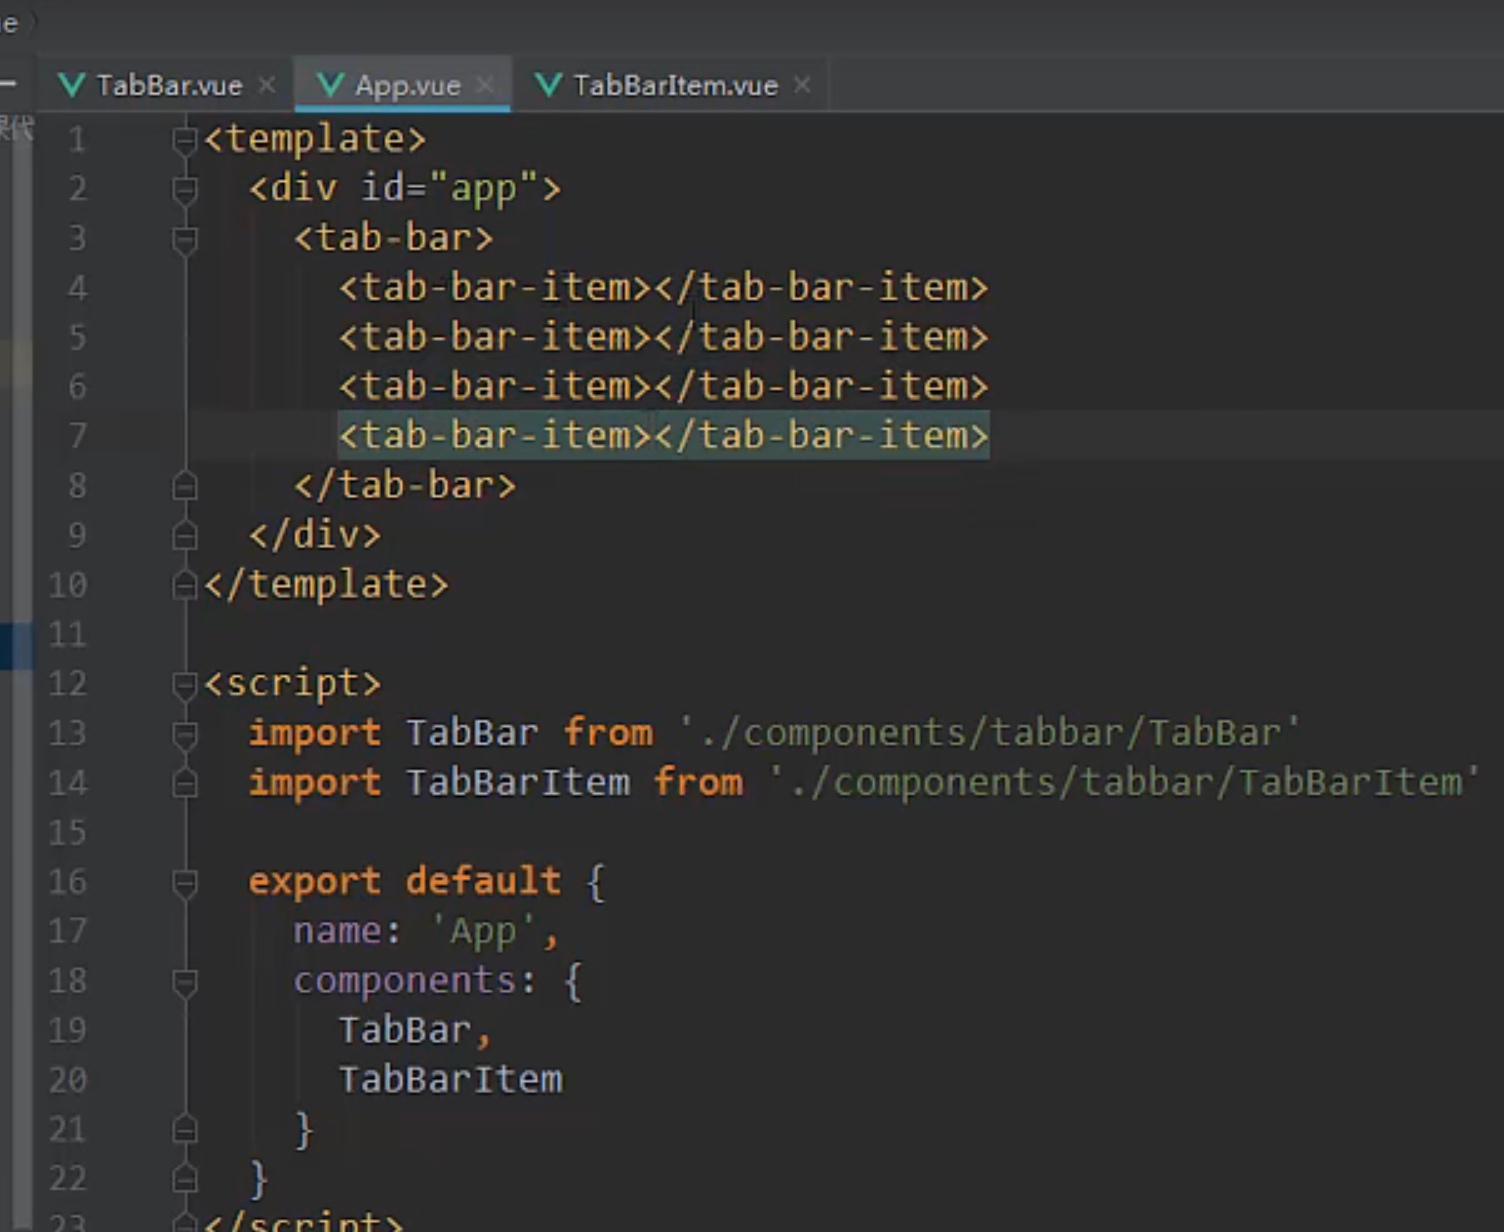 TabBar.vue App.vue TabBarItem.vue
1 <template>
2 <div id="app">
3 <tab-bar>
4 <tab-bar-item></tab-bar-item>
5 <tab-bar-item></tab-bar-item>
6 <tab-bar-item></tab-bar-item>
7 <tab-bar-item></tab-bar-item>
8 </tab-bar>
9 </div>
10 </template>
11
12 <script>
13 import TabBar from './components/tabbar/TabBar'
14 import TabBarItem from './components/tabbar/TabBarItem'
15
16 export default {
17 name: 'App',
18 components: {
19 TabBar,
20 TabBarItem
21 }
22 }
23 </script>